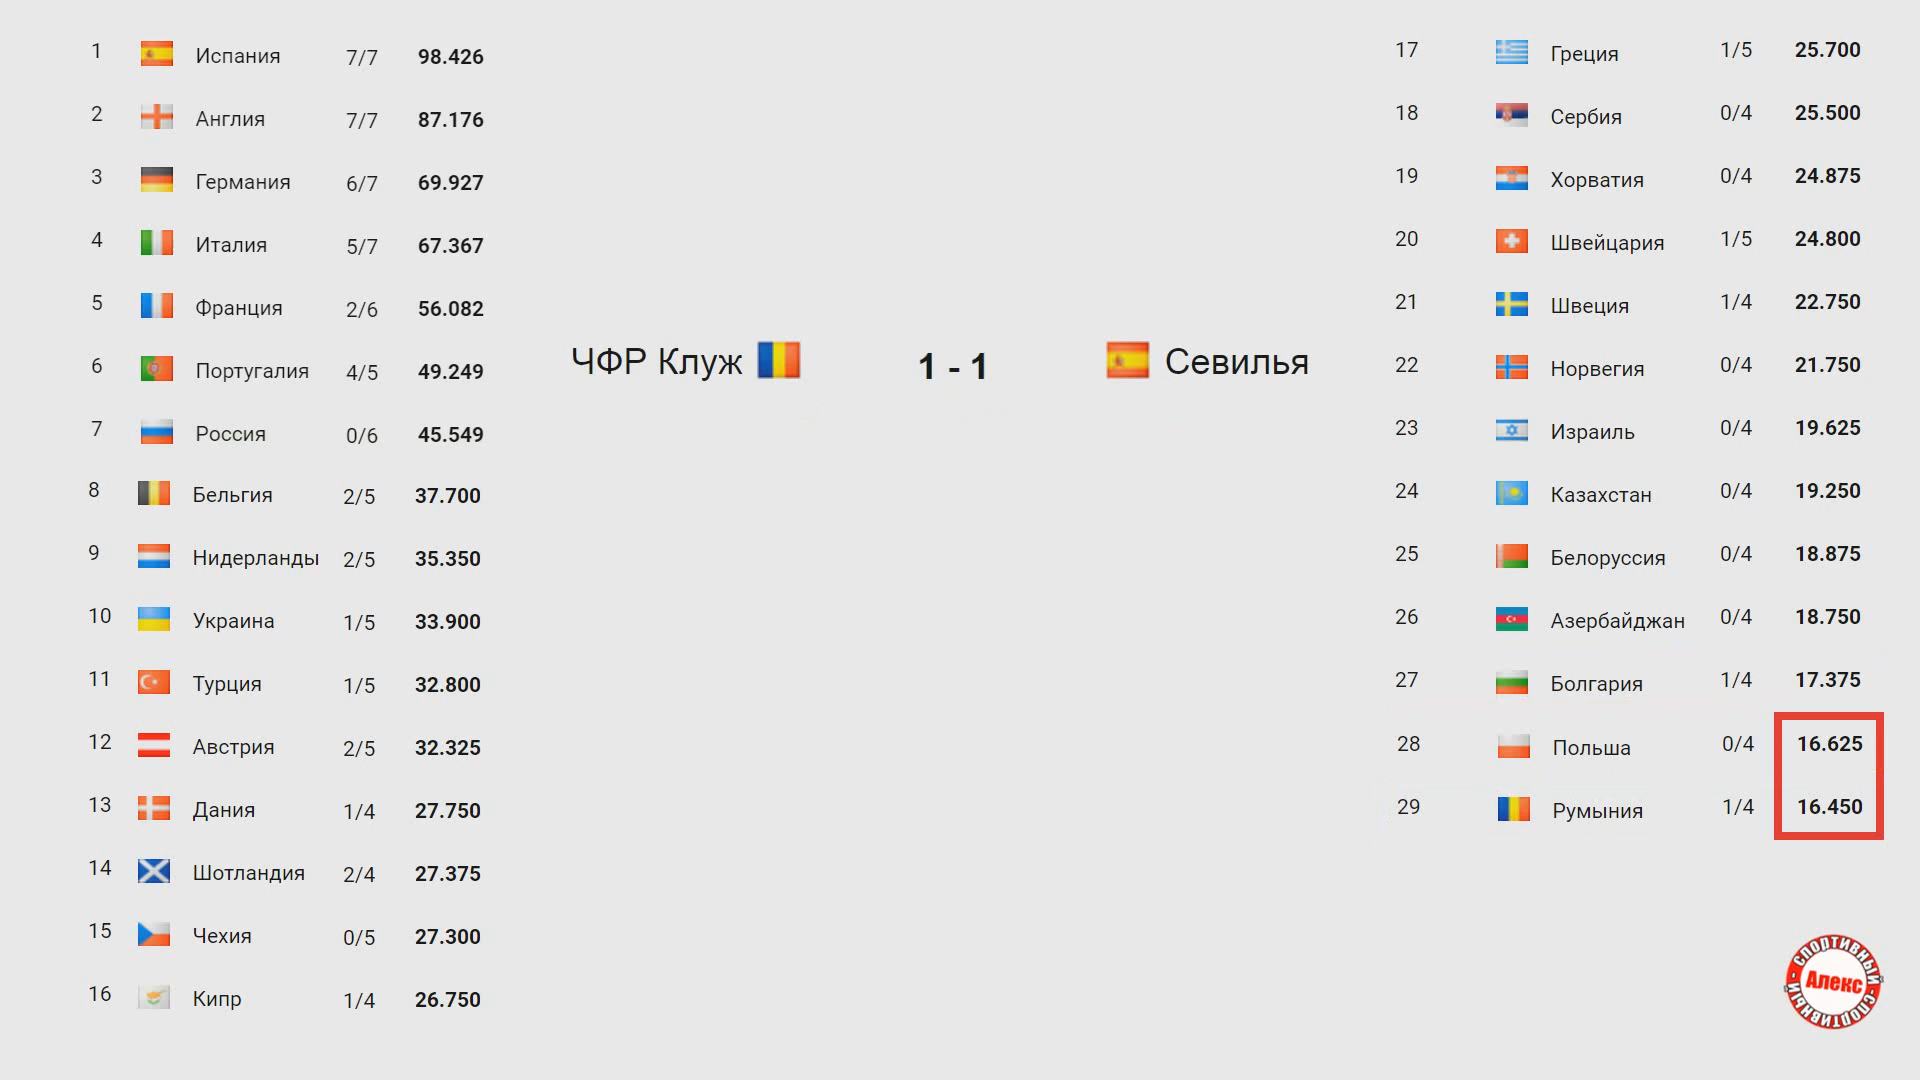 1 Испания 7/7 98.426
2 Англия 7/7 87.176
3 Германия 6/7 69.927
4 Италия 5/7 67.367
5 Франция 2/6 56.082
6 Португалия 4/5 49.249
7 Россия 0/6 45.549
8 Бельгия 2/5 37.700
9 Нидерланды 2/5 35.350
10 Украина 1/5 33.900
11 Турция 1/5 32.800
12 Австрия 2/5 32.325
13 Дания 1/4 27.750
14 Шотландия 2/4 27.375
15 Чехия 0/5 27.300
16 Кипр 1/4 26.750
ЧФР Клуж 1 - 1 Севилья
17 Греция 1/5 25.700
18 Сербия 0/4 25.500
19 Хорватия 0/4 24.875
20 Швейцария 1/5 24.800
21 Швеция 1/4 22.750
22 Норвегия 0/4 21.750
23 Израиль 0/4 19.625
24 Казахстан 0/4 19.250
25 Белоруссия 0/4 18.875
26 Азербайджан 0/4 18.750
27 Болгария 1/4 17.375
28 Польша 0/4 16.625
29 Румыния 1/4 16.450
СПОРТИВНЫЙ
Алекс
СПОРТИВНЫЙ